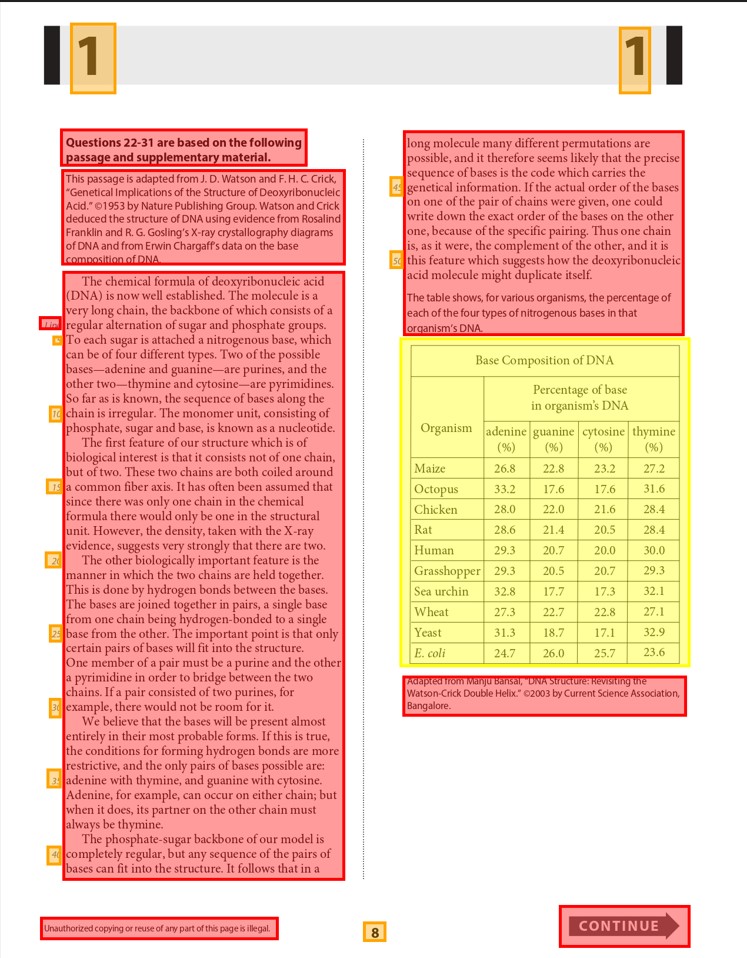 1 1
Questions 22-31 are based on the following
passage and supplementary material.
This passage is adapted from J. D. Watson and F. H. C. Crick,
“Genetical Implications of the Structure of Deoxyribonucleic
Acid.” ©1953 by Nature Publishing Group. Watson and Crick
deduced the structure of DNA using evidence from Rosalind
Franklin and R. G. Gosling’s X-ray crystallography diagrams
of DNA and from Erwin Chargaff’s data on the base
composition of DNA.
The chemical formula of deoxyribonucleic acid
(DNA) is now well established. The molecule is a
very long chain, the backbone of which consists of a
Line regular alternation of sugar and phosphate groups.
5 To each sugar is attached a nitrogenous base, which
can be of four different types. Two of the possible
bases—adenine and guanine—are purines, and the
other two—thymine and cytosine—are pyrimidines.
So far as is known, the sequence of bases along the
10 chain is irregular. The monomer unit, consisting of
phosphate, sugar and base, is known as a nucleotide.
The first feature of our structure which is of
biological interest is that it consists not of one chain,
but of two. These two chains are both coiled around
15 a common fiber axis. It has often been assumed that
since there was only one chain in the chemical
formula there would only be one in the structural
unit. However, the density, taken with the X-ray
evidence, suggests very strongly that there are two.
20 The other biologically important feature is the
manner in which the two chains are held together.
This is done by hydrogen bonds between the bases.
The bases are joined together in pairs, a single base
from one chain being hydrogen-bonded to a single
25 base from the other. The important point is that only
certain pairs of bases will fit into the structure.
One member of a pair must be a purine and the other
a pyrimidine in order to bridge between the two
chains. If a pair consisted of two purines, for
30 example, there would not be room for it.
We believe that the bases will be present almost
entirely in their most probable forms. If this is true,
the conditions for forming hydrogen bonds are more
restrictive, and the only pairs of bases possible are:
35 adenine with thymine, and guanine with cytosine.
Adenine, for example, can occur on either chain; but
when it does, its partner on the other chain must
always be thymine.
The phosphate-sugar backbone of our model is
40 completely regular, but any sequence of the pairs of
bases can fit into the structure. It follows that in a
long molecule many different permutations are
possible, and it therefore seems likely that the precise
sequence of bases is the code which carries the
45 genetical information. If the actual order of the bases
on one of the pair of chains were given, one could
write down the exact order of the bases on the other
one, because of the specific pairing. Thus one chain
is, as it were, the complement of the other, and it is
50 this feature which suggests how the deoxyribonucleic
acid molecule might duplicate itself.
The table shows, for various organisms, the percentage of
each of the four types of nitrogenous bases in that
organism’s DNA.
Base Composition of DNA
Percentage of base
in organism’s DNA
Organism adenine (%) guanine (%) cytosine (%) thymine (%)
Maize 26.8 22.8 23.2 27.2
Octopus 33.2 17.6 17.6 31.6
Chicken 28.0 22.0 21.6 28.4
Rat 28.6 21.4 20.5 28.4
Human 29.3 20.7 20.0 30.0
Grasshopper 29.3 20.5 20.7 29.3
Sea urchin 32.8 17.7 17.3 32.1
Wheat 27.3 22.7 22.8 27.1
Yeast 31.3 18.7 17.1 32.9
E. coli 24.7 26.0 25.7 23.6
Adapted from Manju Bansal, “DNA Structure: Revisiting the
Watson-Crick Double Helix.” ©2003 by Current Science Association,
Bangalore.
Unauthorized copying or reuse of any part of this page is illegal.
8
CONTINUE